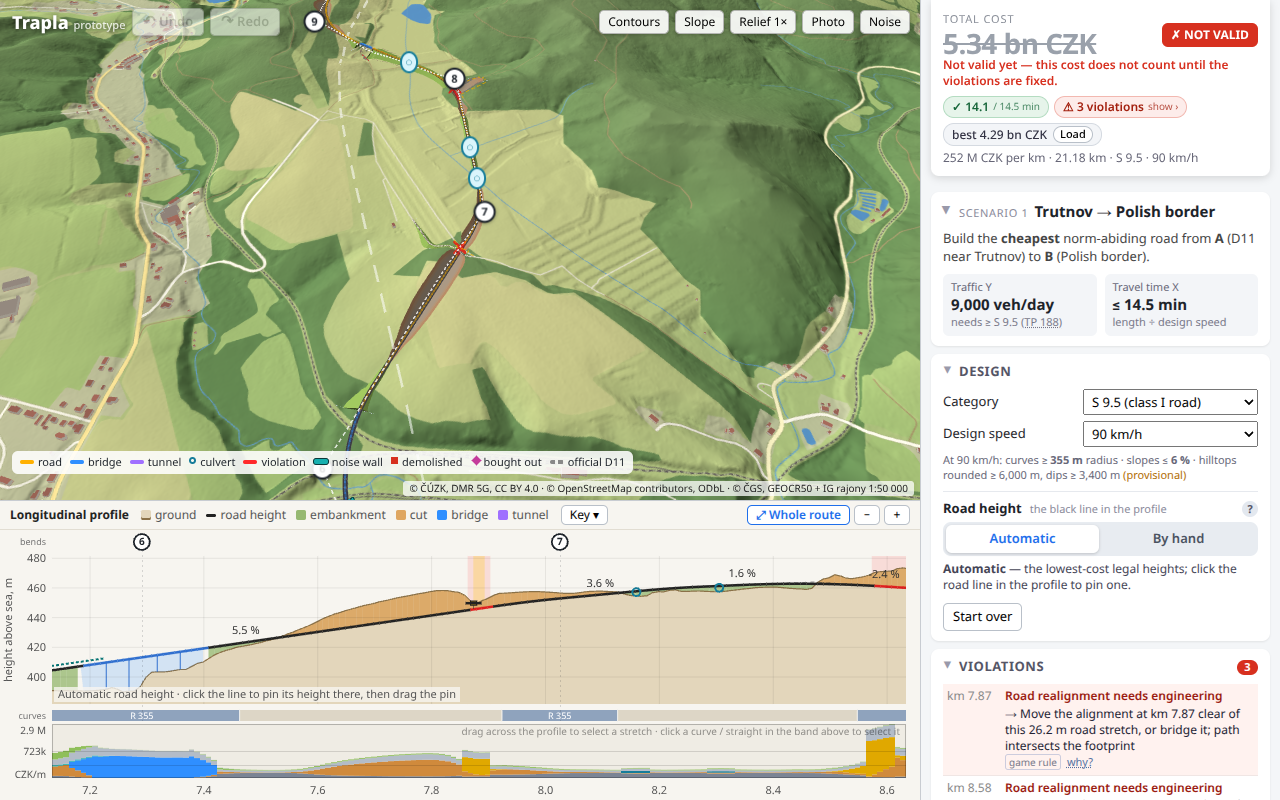 Trapla prototype
↶ Undo
↷ Redo
Contours
Slope
Relief 1×
Photo
Noise
9
8
7
road
bridge
tunnel
culvert
violation
noise wall
demolished
bought out
official D11
© ČÚZK, DMR 5G, CC BY 4.0 · © OpenStreetMap contributors, ODbL · © ČGS, GEOCR50 + IG rajony 1:50 000
Longitudinal profile
ground
road height
embankment
cut
bridge
tunnel
Key ▾
⤢ Whole route
−
+
bends
6
7
height above sea, m
480
460
440
420
400
5.5 %
3.6 %
1.6 %
2.4 %
Automatic road height · click the line to pin its height there, then drag the pin
curves
R 355
R 355
drag across the profile to select a stretch · click a curve / straight in the band above to select it
2.9 M
723k
CZK/m
7.2
7.4
7.6
7.8
8.0
8.2
8.4
8.6
TOTAL COST
5.34 bn CZK
✗ NOT VALID
Not valid yet — this cost does not count until the
violations are fixed.
✓ 14.1 / 14.5 min
⚠ 3 violations show ›
best 4.29 bn CZK Load
252 M CZK per km · 21.18 km · S 9.5 · 90 km/h
▼ SCENARIO 1 Trutnov → Polish border
Build the cheapest norm-abiding road from A (D11
near Trutnov) to B (Polish border).
Traffic Y
9,000 veh/day
needs ≥ S 9.5 (TP 188)
Travel time X
≤ 14.5 min
length ÷ design speed
▼ DESIGN
Category
S 9.5 (class I road)
Design speed
90 km/h
At 90 km/h: curves ≥ 355 m radius · slopes ≤ 6 % · hilltops
rounded ≥ 6,000 m, dips ≥ 3,400 m (provisional)
Road height the black line in the profile ?
Automatic
By hand
Automatic — the lowest-cost legal heights; click the
road line in the profile to pin one.
Start over
▼ VIOLATIONS 3
km 7.87 Road realignment needs engineering
→ Move the alignment at km 7.87 clear of
this 26.2 m road stretch, or bridge it; path
intersects the footprint
game rule why?
km 8.58 Road realignment needs engineering